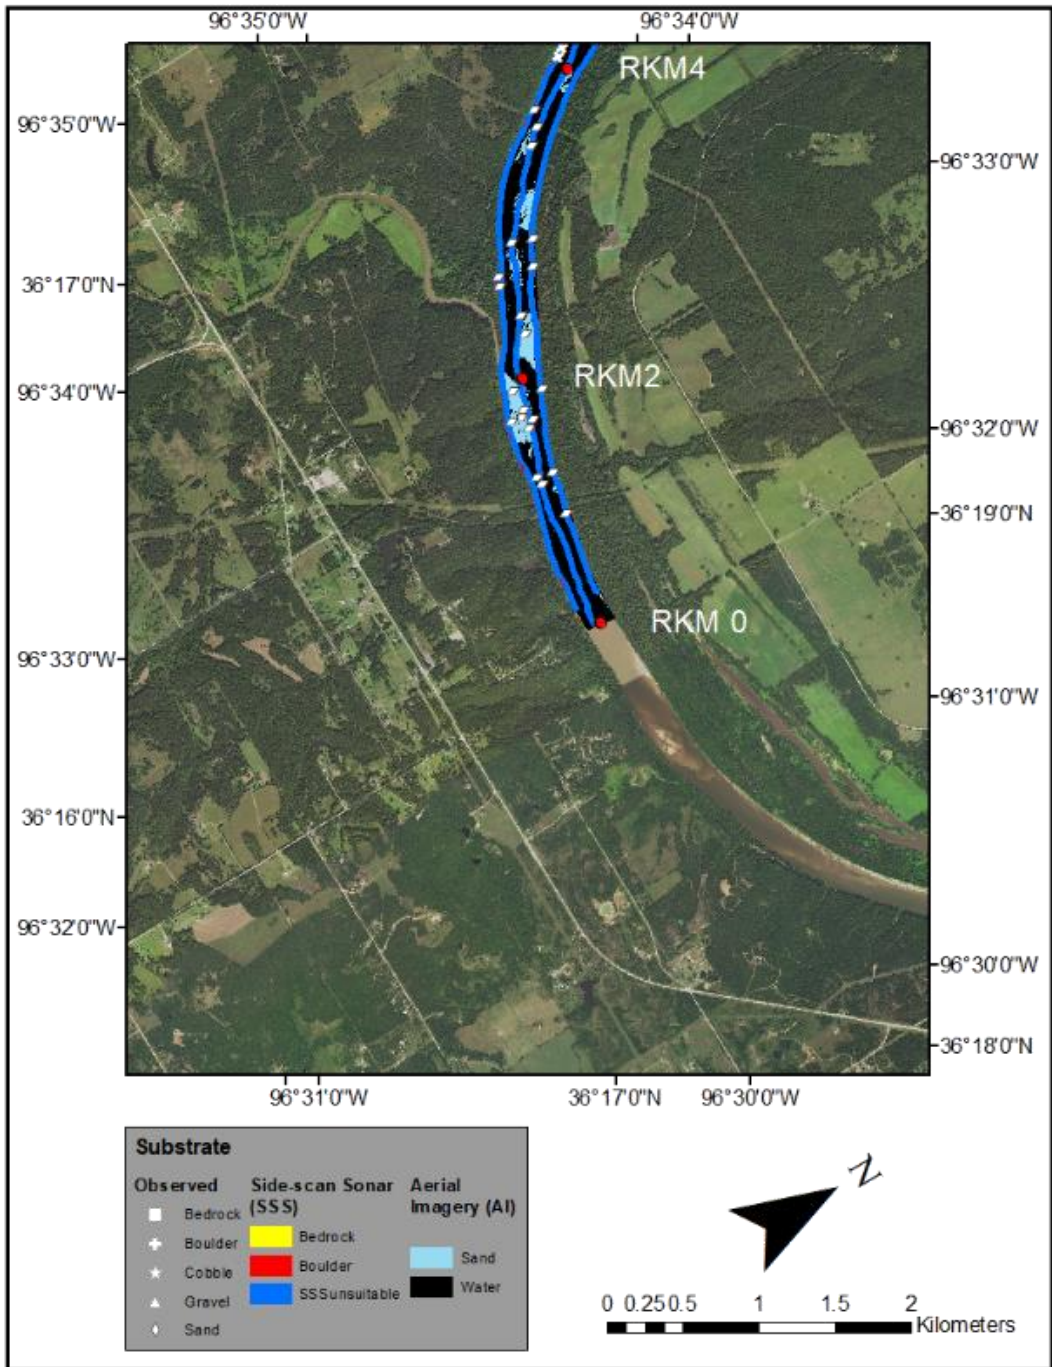 96°35'0"W 96°34'0"W
RKM4
96°35'0"W
96°33'0"W
36°17'0"N
RKM2
96°34'0"W
96°32'0"W
36°19'0"N
RKM 0
96°33'0"W
96°31'0"W
36°16'0"N
96°32'0"W
96°30'0"W
36°18'0"N
96°31'0"W 36°17'0"N 96°30'0"W
Substrate
Observed
Bedrock
Boulder
Cobble
Gravel
Sand
Side-scan Sonar
(SSS)
Bedrock
Boulder
SSSunsuitable
Aerial
Imagery (AI)
Sand
Water
N
0 0.25 0.5 1 1.5 2
Kilometers